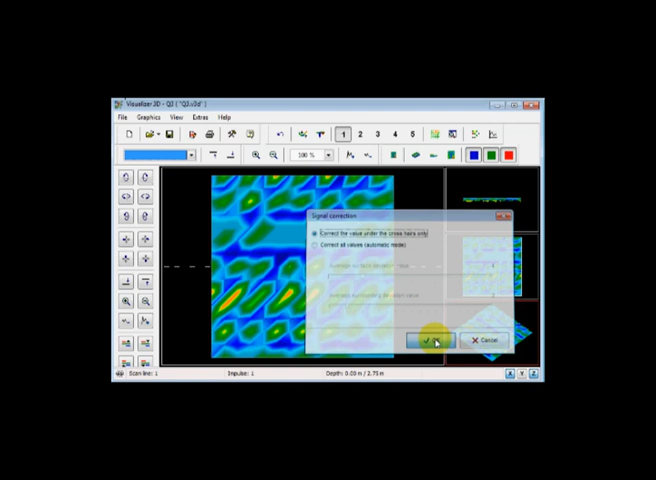 Visualizer 3D - Q3 ( "Q3.v3d" )
File Graphics View Extras Help
1 2 3 4 5
100 %
Signal correction
Correct the value under the cross hairs only
Correct all values (automatic mode)
OK Cancel
Scan line: 1 Impulse: 1 Depth: 0.00 m / 2.75 m X Y Z